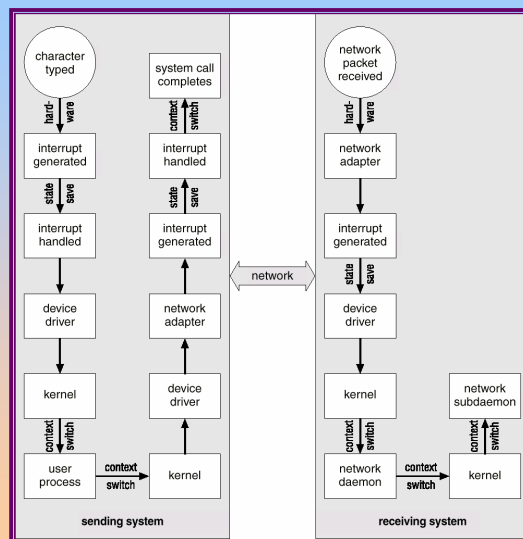 character
typed
hard-
ware
interrupt
generated
state
save
interrupt
handled
device
driver
kernel
context
switch
user
process
context
switch
kernel
device
driver
network
adapter
interrupt
generated
state
save
interrupt
handled
context
switch
system call
completes
sending system
network
network
packet
received
hard-
ware
network
adapter
interrupt
generated
state
save
device
driver
kernel
context
switch
network
daemon
context
switch
kernel
context
switch
network
subdaemon
receiving system